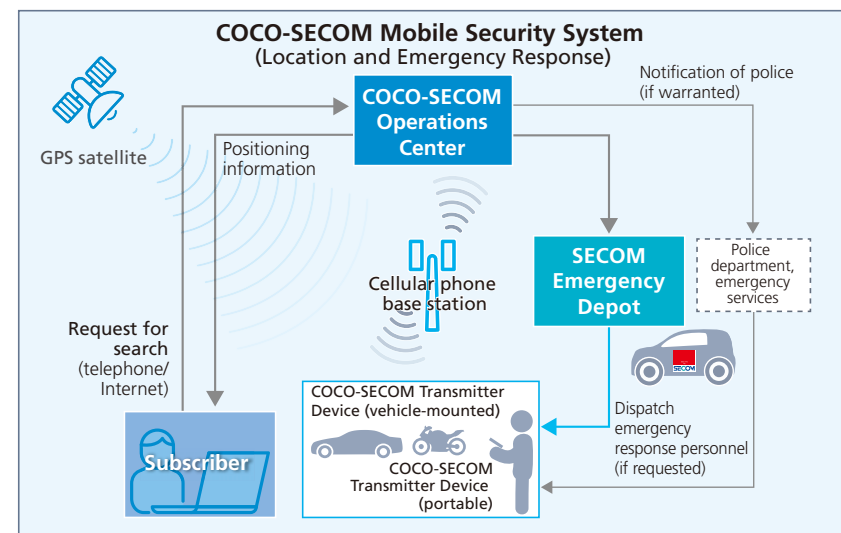 COCO-SECOM Mobile Security System
(Location and Emergency Response)
GPS satellite
Positioning
information
COCO-SECOM
Operations
Center
Notification of police
(if warranted)
Cellular phone
base station
SECOM
Emergency
Depot
Police
department,
emergency
services
Request for
search
(telephone/
Internet)
SECOM
Subscriber
COCO-SECOM Transmitter
Device (vehicle-mounted)
COCO-SECOM
Transmitter Device
(portable)
Dispatch
emergency
response personnel
(if requested)